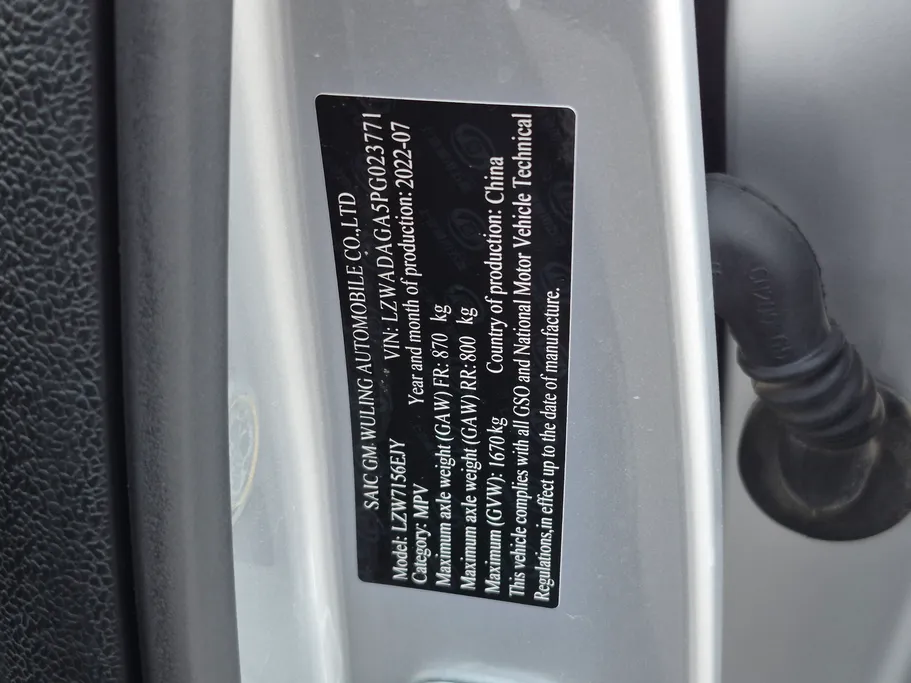 SAIC GM WULING AUTOMOBILE CO.,LTD
Model: LZW7156EJY VIN: LZWADAGA5PG023771
Category: MPV Year and month of production: 2022-07
Maximum axle weight (GAW) FR: 870 kg
Maximum axle weight (GAW) RR: 800 kg
Maximum (GVW): 1670kg Country of production: China
This vehicle complies with all GSO and National Motor Vehicle Technical
Regulations,in effect up to the date of manufacture.